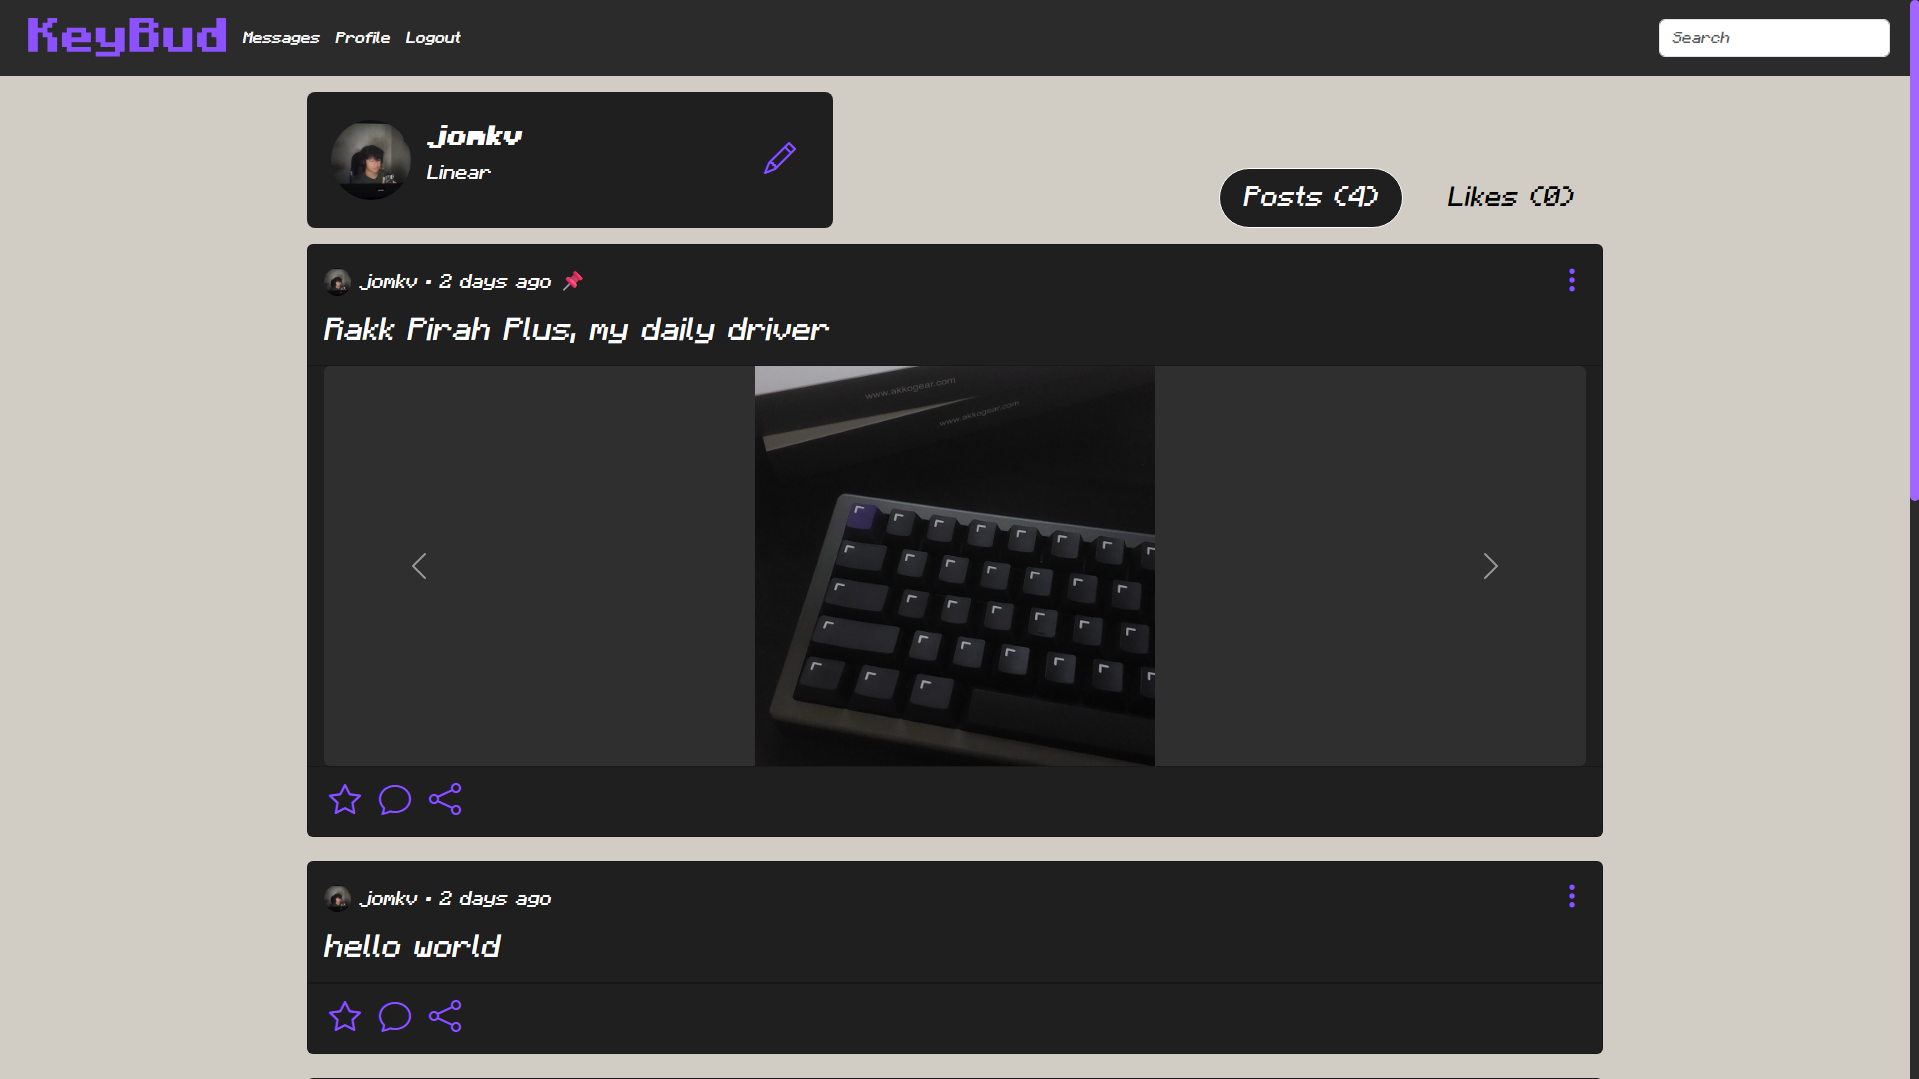 KeyBud Messages Profile Logout
Search
jomkv
Linear
Posts (4) Likes (0)
jomkv • 2 days ago
Rakk Pirah Plus, my daily driver
www.akkogear.com
www.akkogear.com
jomkv • 2 days ago
hello world